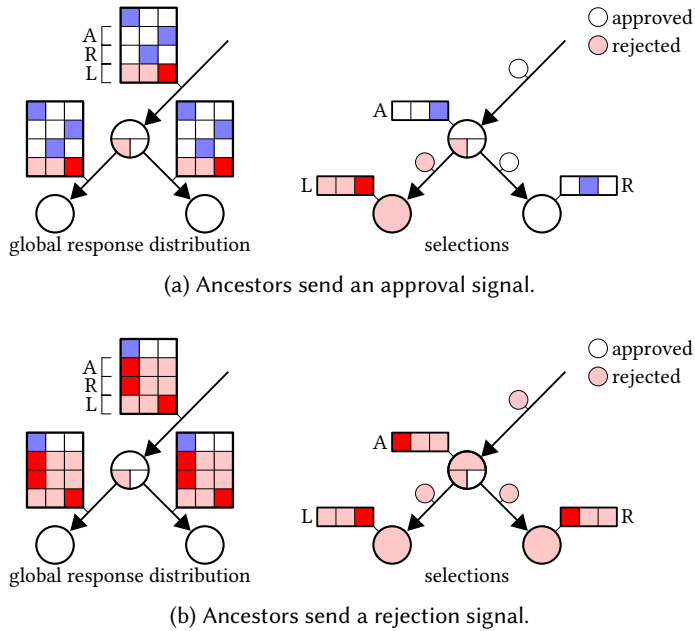 approved
rejected
A
R
L
A
L
R
global response distribution
selections
(a) Ancestors send an approval signal.
approved
rejected
A
R
L
A
L
R
global response distribution
selections
(b) Ancestors send a rejection signal.